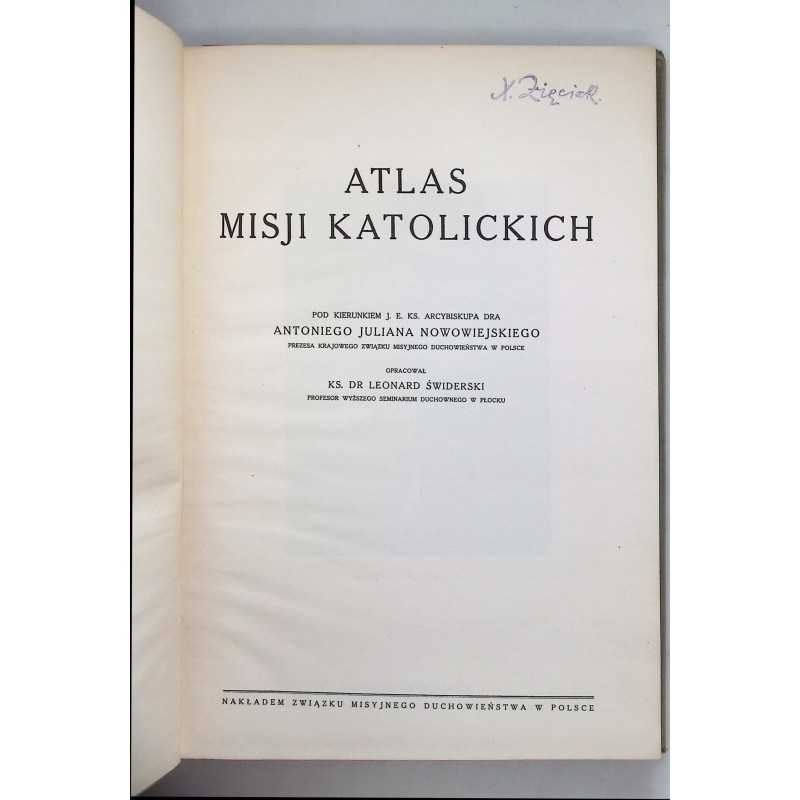 X. Zięciak.
ATLAS
MISJI KATOLICKICH
POD KIERUNKIEM J. E. KS. ARCYBISKUPA DRA
ANTONIEGO JULIANA NOWOWIEJSKIEGO
PREZESA KRAJOWEGO ZWIĄZKU MISYJNEGO DUCHOWIEŃSTWA W POLSCE
OPRACOWAŁ
KS. DR LEONARD ŚWIDERSKI
PROFESOR WYŻSZEGO SEMINARIUM DUCHOWNEGO W PŁOCKU
NAKŁADEM ZWIĄZKU MISYJNEGO DUCHOWIEŃSTWA W POLSCE